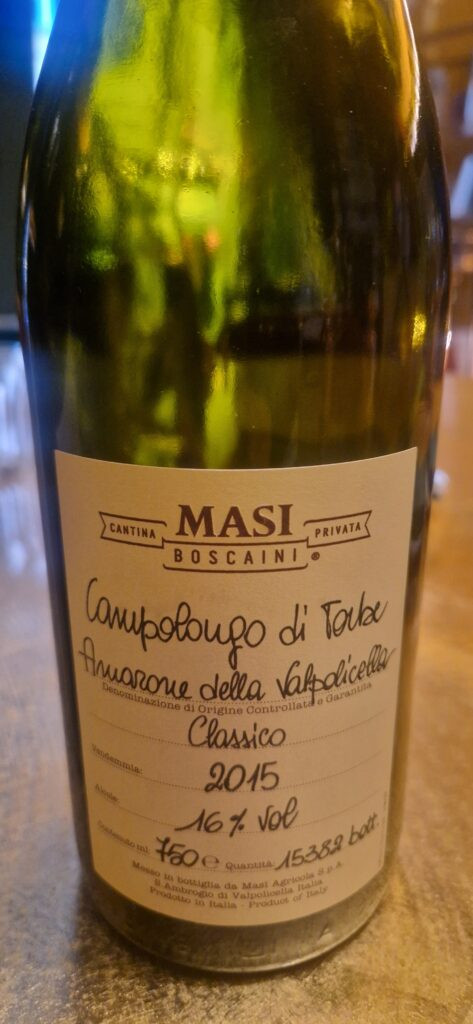 CANTINA MASI PRIVATA
BOSCAINI ®
Campolongo di Torbe
Amarone della Valpolicella
Denominazione di Origine Controllata e Garantita
Classico
Vendemmia: 2015
Alcole: 16 % vol
Contenuto ml: 750 e Quantità: 15382 bott.
Messo in bottiglia da Masi Agricola S.p.A.
S. Ambrogio di Valpolicella Italia
Prodotto in Italia - Product of Italy